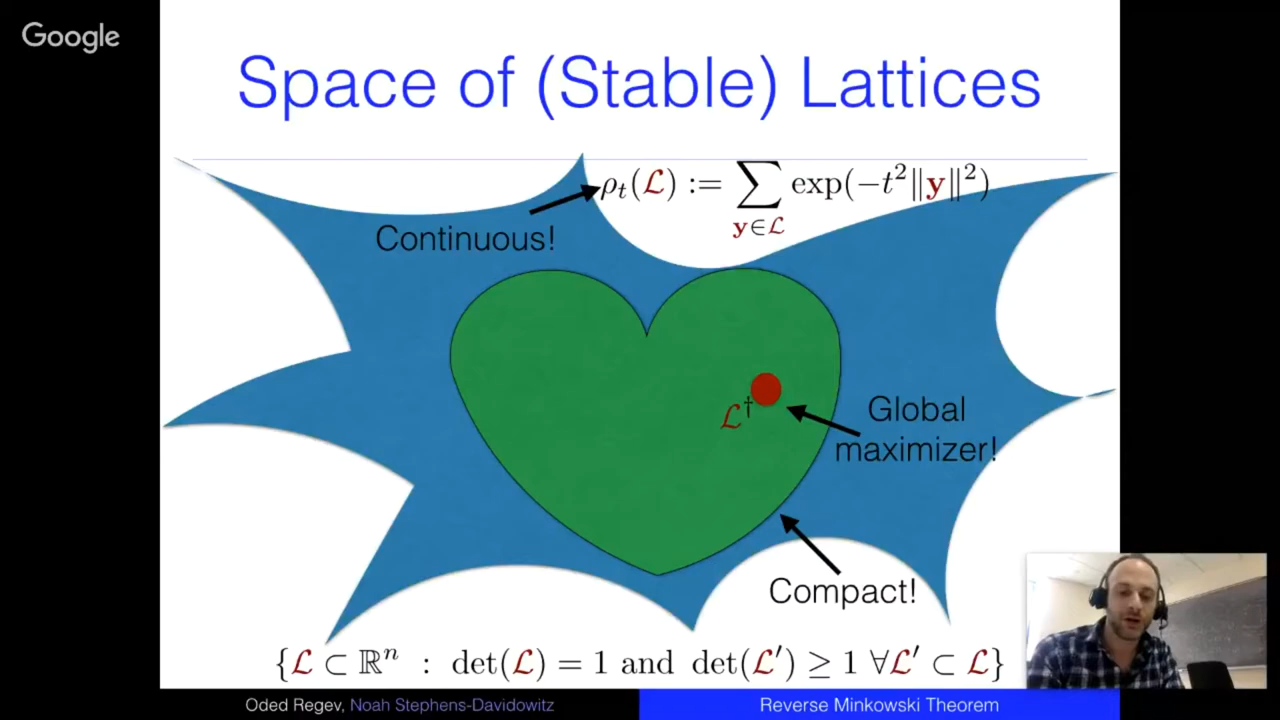 Google
Space of (Stable) Lattices
ρ_t(ℒ) := ∑_{y∈ℒ} exp(−t²‖y‖²)
Continuous!
ℒ†
Global
maximizer!
Compact!
{ℒ ⊂ ℝⁿ : det(ℒ) = 1 and det(ℒ′) ≥ 1 ∀ℒ′ ⊂ ℒ}
Oded Regev, Noah Stephens-Davidowitz
Reverse Minkowski Theorem